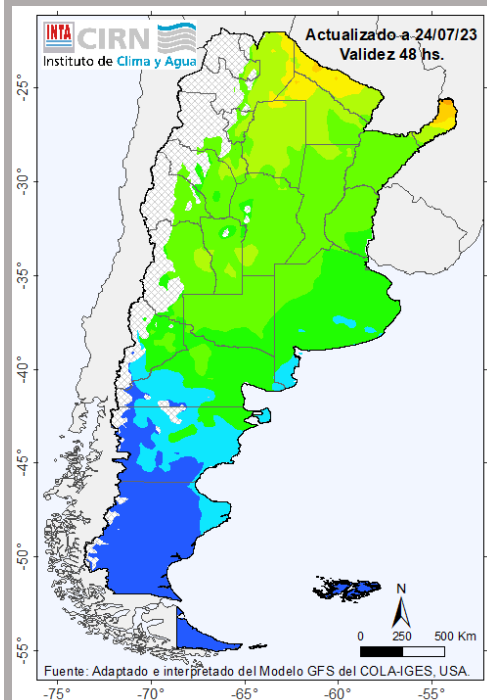 INTA CIRN
Instituto de Clima y Agua
Actualizado a 24/07/23
Validez 48 hs.
-25°
-30°
-35°
-40°
-45°
-50°
-55°
N
0 250 500 Km
Fuente: Adaptado e interpretado del Modelo GFS del COLA-IGES, USA.
-75° -70° -65° -60° -55°